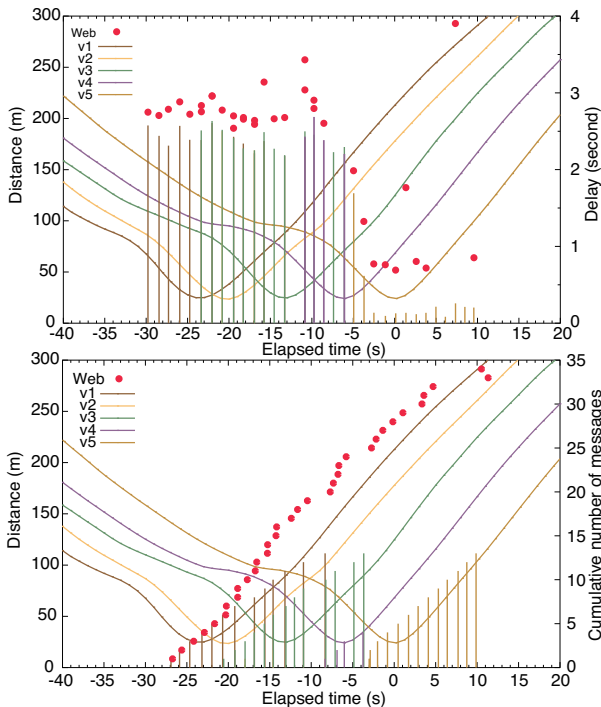 300
250
200
150
100
50
0
Distance (m)
Web
v1
v2
v3
v4
v5
4
3
2
1
0
Delay (second)
-40 -35 -30 -25 -20 -15 -10 -5 0 5 10 15 20
Elapsed time (s)
300
250
200
150
100
50
0
Distance (m)
Web
v1
v2
v3
v4
v5
35
30
25
20
15
10
5
0
Cumulative number of messages
-40 -35 -30 -25 -20 -15 -10 -5 0 5 10 15 20
Elapsed time (s)